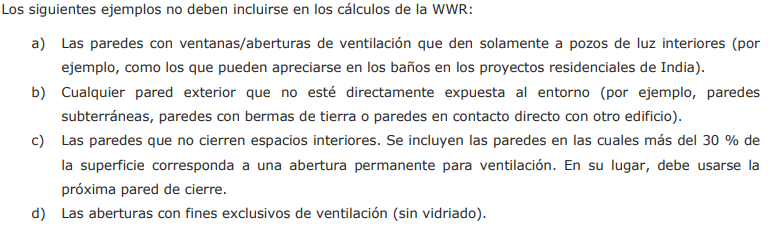 Los siguientes ejemplos no deben incluirse en los cálculos de la WWR:
a) Las paredes con ventanas/aberturas de ventilación que den solamente a pozos de luz interiores (por
ejemplo, como los que pueden apreciarse en los baños en los proyectos residenciales de India).
b) Cualquier pared exterior que no esté directamente expuesta al entorno (por ejemplo, paredes
subterráneas, paredes con bermas de tierra o paredes en contacto directo con otro edificio).
c) Las paredes que no cierren espacios interiores. Se incluyen las paredes en las cuales más del 30 % de
la superficie corresponda a una abertura permanente para ventilación. En su lugar, debe usarse la
próxima pared de cierre.
d) Las aberturas con fines exclusivos de ventilación (sin vidriado).